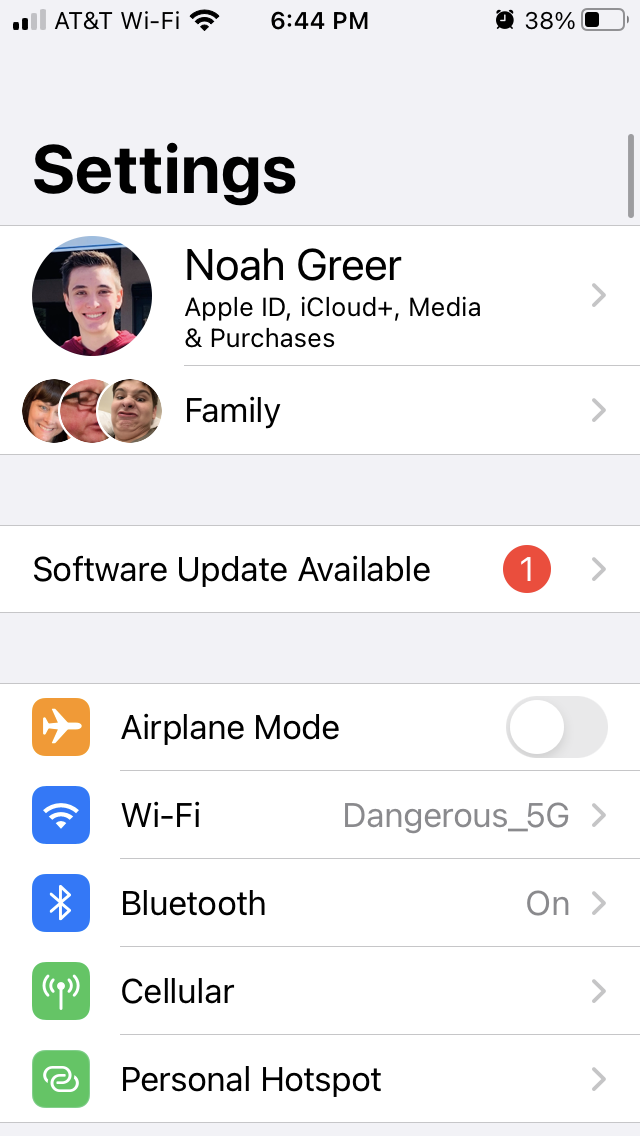 AT&T Wi-Fi 6:44 PM 38%
Settings
Noah Greer
Apple ID, iCloud+, Media
& Purchases
Family
Software Update Available 1
Airplane Mode
Wi-Fi Dangerous_5G
Bluetooth On
Cellular
Personal Hotspot